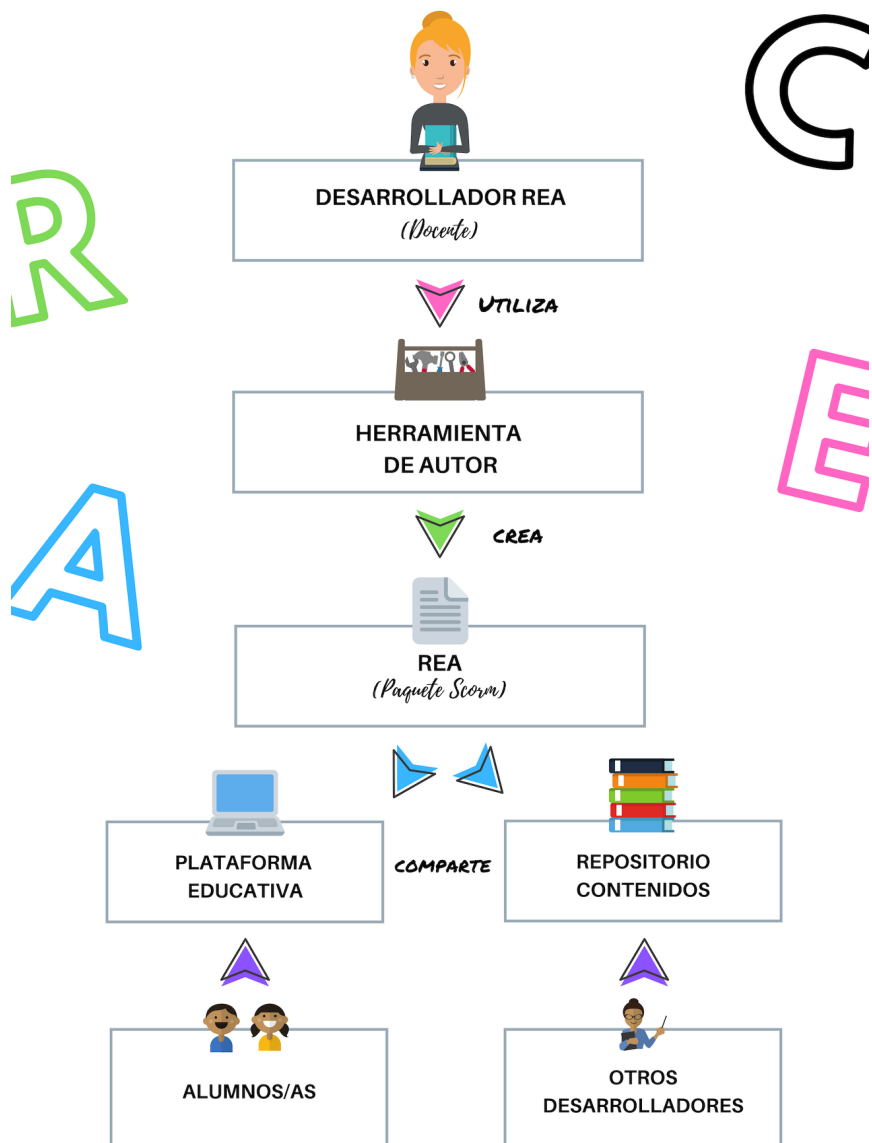 C
R
DESARROLLADOR REA
(Docente)
UTILIZA
HERRAMIENTA
DE AUTOR
E
A
CREA
REA
(Paquete Scorm)
PLATAFORMA
EDUCATIVA
COMPARTE
REPOSITORIO
CONTENIDOS
ALUMNOS/AS
OTROS
DESARROLLADORES